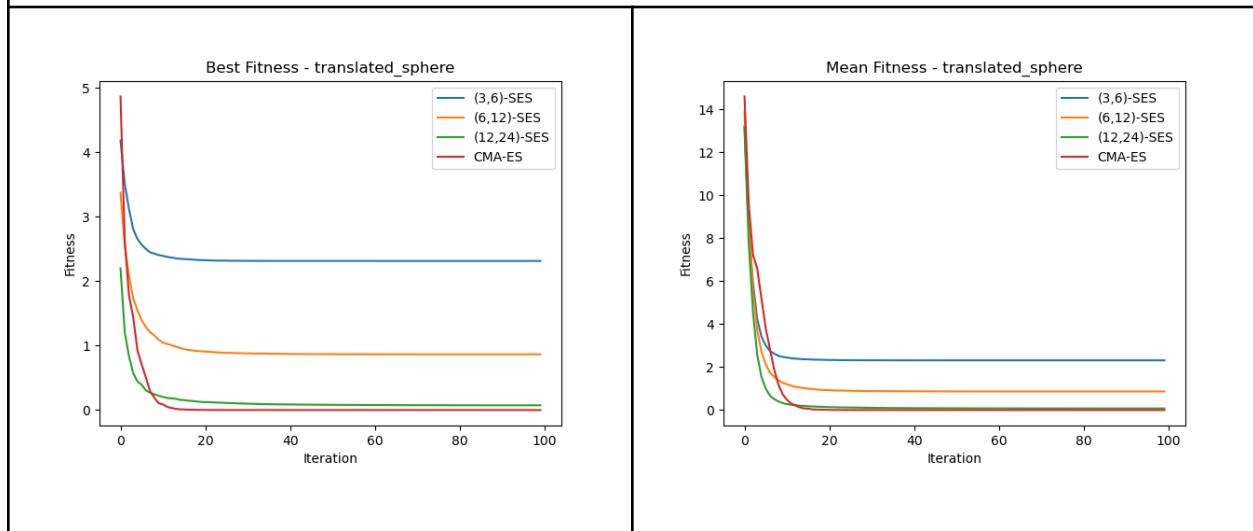 Best Fitness - translated_sphere
5
4
3
2
1
0
Fitness
(3,6)-SES
(6,12)-SES
(12,24)-SES
CMA-ES
0
20
40
60
80
100
Iteration
Mean Fitness - translated_sphere
14
12
10
8
6
4
2
0
Fitness
(3,6)-SES
(6,12)-SES
(12,24)-SES
CMA-ES
0
20
40
60
80
100
Iteration